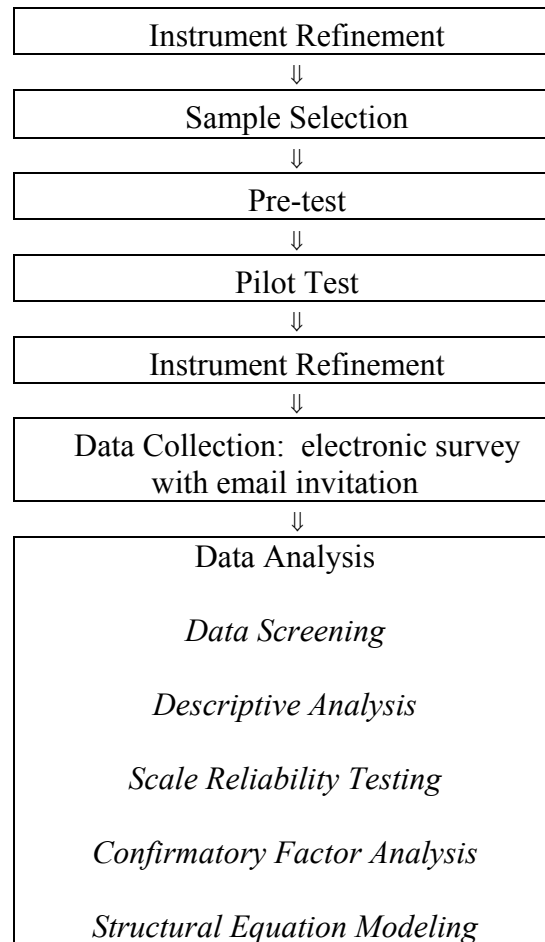 Instrument Refinement
⇓
Sample Selection
⇓
Pre-test
⇓
Pilot Test
⇓
Instrument Refinement
⇓
Data Collection:  electronic survey
with email invitation
⇓
Data Analysis
Data Screening
Descriptive Analysis
Scale Reliability Testing
Confirmatory Factor Analysis
Structural Equation Modeling